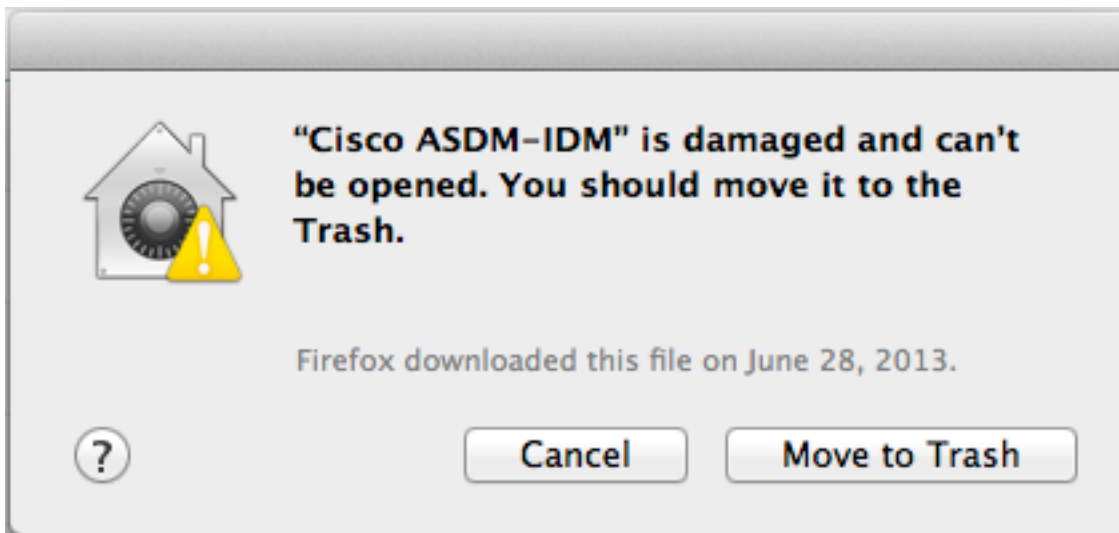 “Cisco ASDM-IDM” is damaged and can't
be opened. You should move it to the
Trash.
Firefox downloaded this file on June 28, 2013.
?
Cancel
Move to Trash